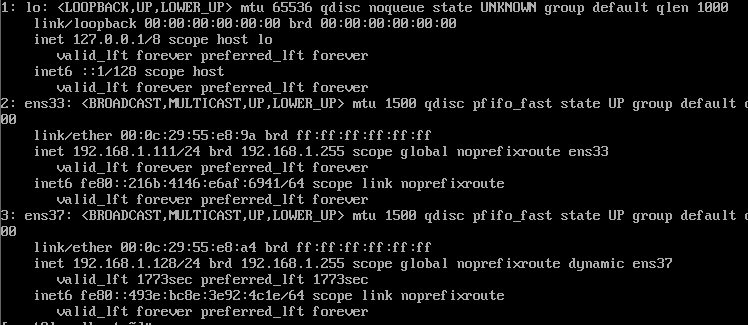 1: lo: <LOOPBACK,UP,LOWER_UP> mtu 65536 qdisc noqueue state UNKNOWN group default qlen 1000
link/loopback 00:00:00:00:00:00 brd 00:00:00:00:00:00
inet 127.0.0.1/8 scope host lo
valid_lft forever preferred_lft forever
inet6 ::1/128 scope host
valid_lft forever preferred_lft forever
2: ens33: <BROADCAST,MULTICAST,UP,LOWER_UP> mtu 1500 qdisc pfifo_fast state UP group default
00
link/ether 00:0c:29:55:e8:9a brd ff:ff:ff:ff:ff:ff
inet 192.168.1.111/24 brd 192.168.1.255 scope global noprefixroute ens33
valid_lft forever preferred_lft forever
inet6 fe80::216b:4146:e6af:6941/64 scope link noprefixroute
valid_lft forever preferred_lft forever
3: ens37: <BROADCAST,MULTICAST,UP,LOWER_UP> mtu 1500 qdisc pfifo_fast state UP group default
00
link/ether 00:0c:29:55:e8:a4 brd ff:ff:ff:ff:ff:ff
inet 192.168.1.128/24 brd 192.168.1.255 scope global noprefixroute dynamic ens37
valid_lft 1773sec preferred_lft 1773sec
inet6 fe80::493e:bc8e:3e92:4c1e/64 scope link noprefixroute
valid_lft forever preferred_lft forever